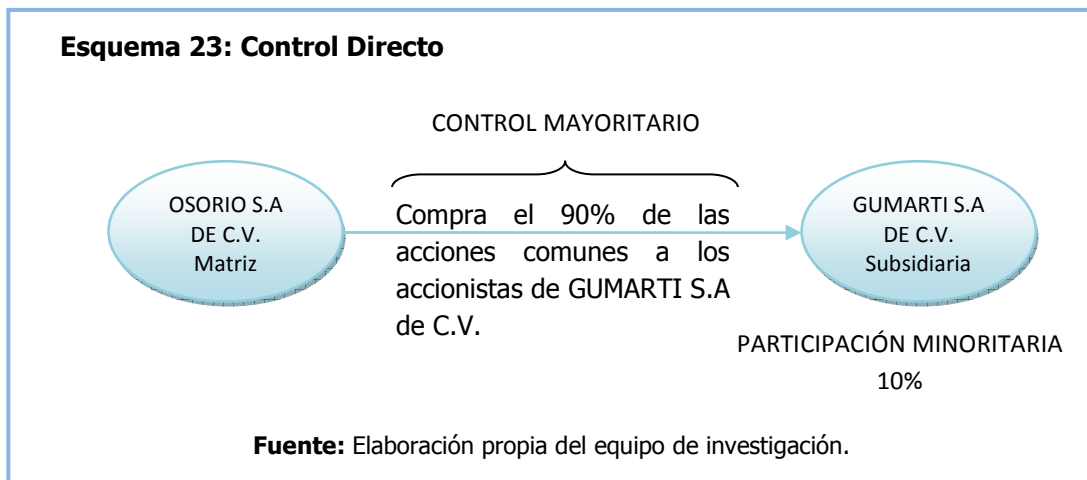 Esquema 23: Control Directo
CONTROL MAYORITARIO
OSORIO S.A
DE C.V.
Matriz
Compra el 90% de las
acciones comunes a los
accionistas de GUMARTI S.A
de C.V.
GUMARTI S.A
DE C.V.
Subsidiaria
PARTICIPACIÓN MINORITARIA
10%
Fuente: Elaboración propia del equipo de investigación.